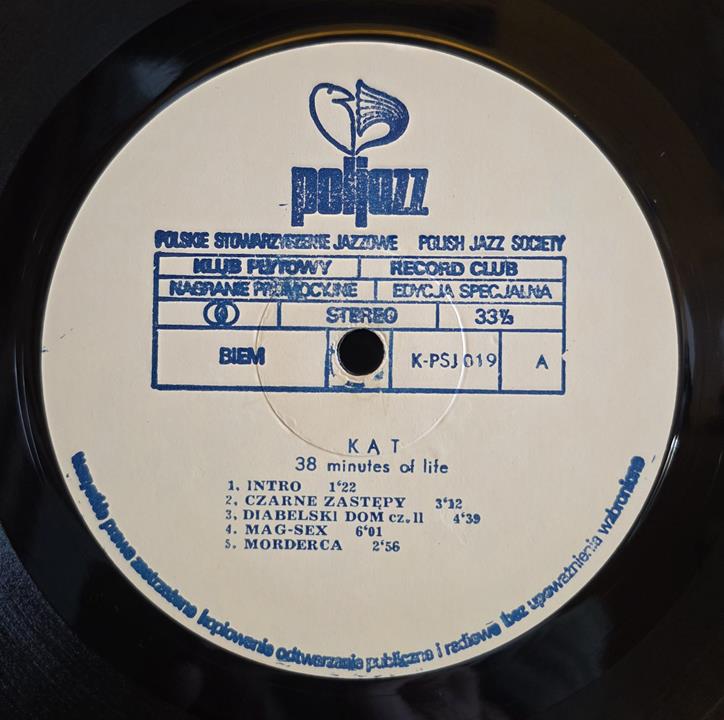 poljazz
POLSKIE STOWARZYSZENIE JAZZOWE POLISH JAZZ SOCIETY
KLUB PŁYTOWY RECORD CLUB
NAGRANIE PROMOCYJNE EDYCJA SPECJALNA
STEREO 33⅓
BIEM K-PSJ 019 A
KAT
38 minutes of life
1. INTRO 1‘22
2. CZARNE ZASTĘPY 3‘12
3. DIABELSKI DOM cz. II 4‘39
4. MAG-SEX 6‘01
5. MORDERCA 2‘56
Wszystkie prawa zastrzeżone kopiowanie odtwarzanie publiczne i radiowe bez upoważnienia wzbronione